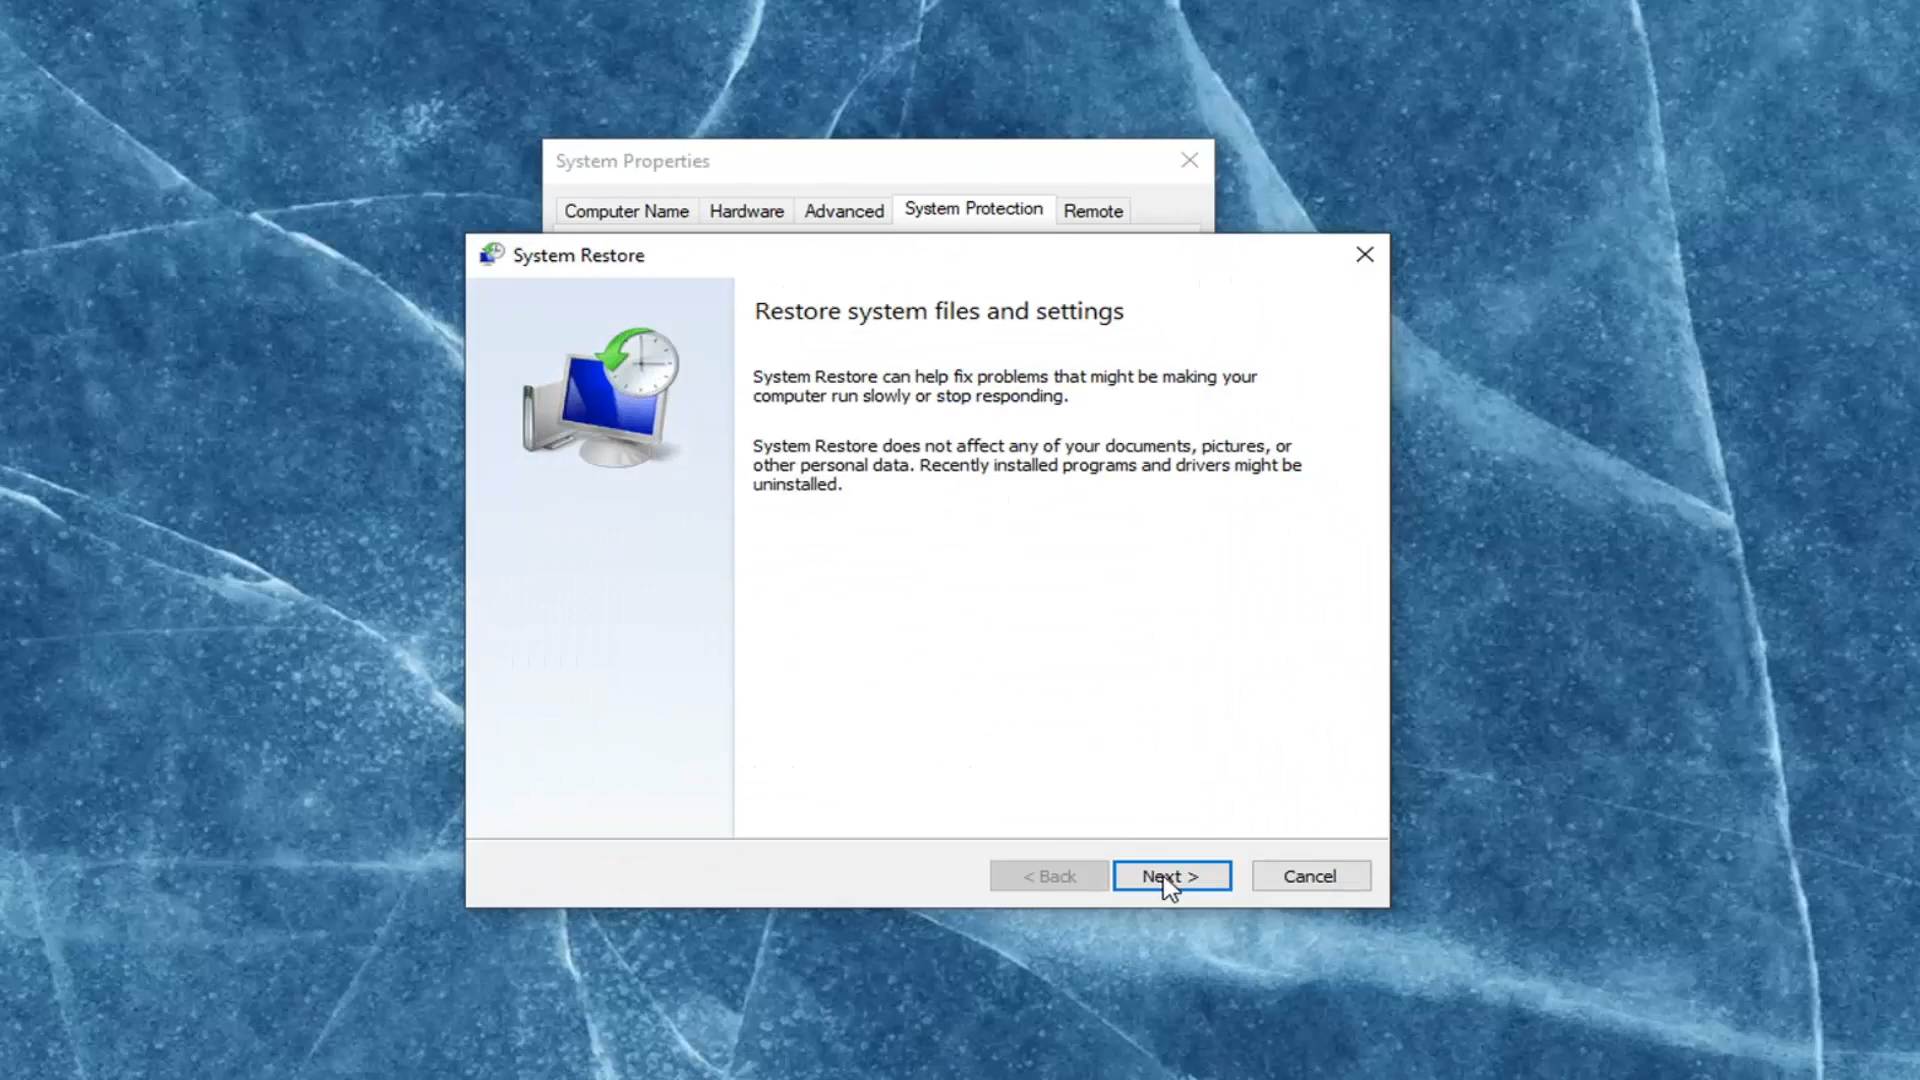 System Properties
Computer Name
Hardware
Advanced
System Protection
Remote
System Restore
Restore system files and settings
System Restore can help fix problems that might be making your
computer run slowly or stop responding.
System Restore does not affect any of your documents, pictures, or
other personal data. Recently installed programs and drivers might be
uninstalled.
< Back
Next >
Cancel